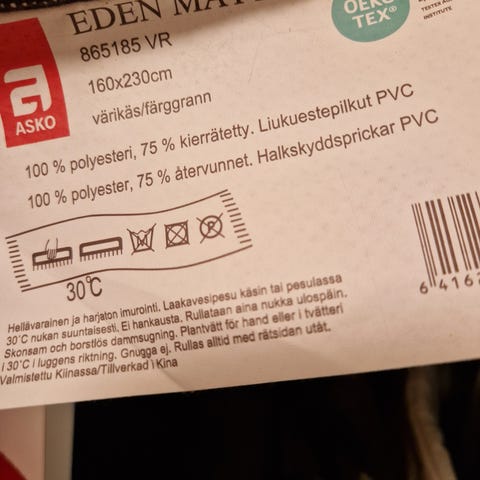 EDEN
OEKO
TEX®
INSTITUTE
865185 VR
160x230cm
ASKO
värikäs/färggrann
100 % polyesteri, 75 % kierrätetty. Liukuestepilkut PVC
100 % polyester, 75 % återvunnet. Halkskyddsprickar PVC
30°C
6 4162
Hellävarainen ja harjaton imurointi. Laakavesipesu käsin tai pesulassa
30°C nukan suuntaisesti. Ei hankausta. Rullataan aina nukka ulospäin.
Skonsam och borstlös dammsugning. Plantvätt för hand eller i tvätteri
i 30°C i luggens riktning. Gnugga ej. Rullas alltid med rätsidan utåt.
Valmistettu Kiinassa/Tillverkad i Kina